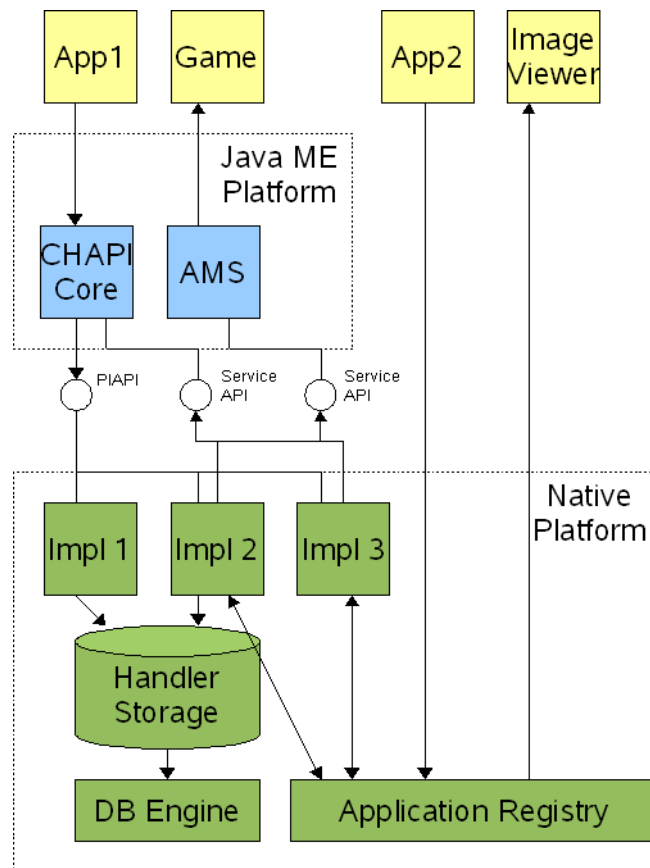 App1
Game
App2
Image
Viewer
Java ME
Platform
CHAPI
Core
AMS
PIAPI
Service
API
Service
API
Native
Platform
Impl 1
Impl 2
Impl 3
Handler
Storage
DB Engine
Application Registry